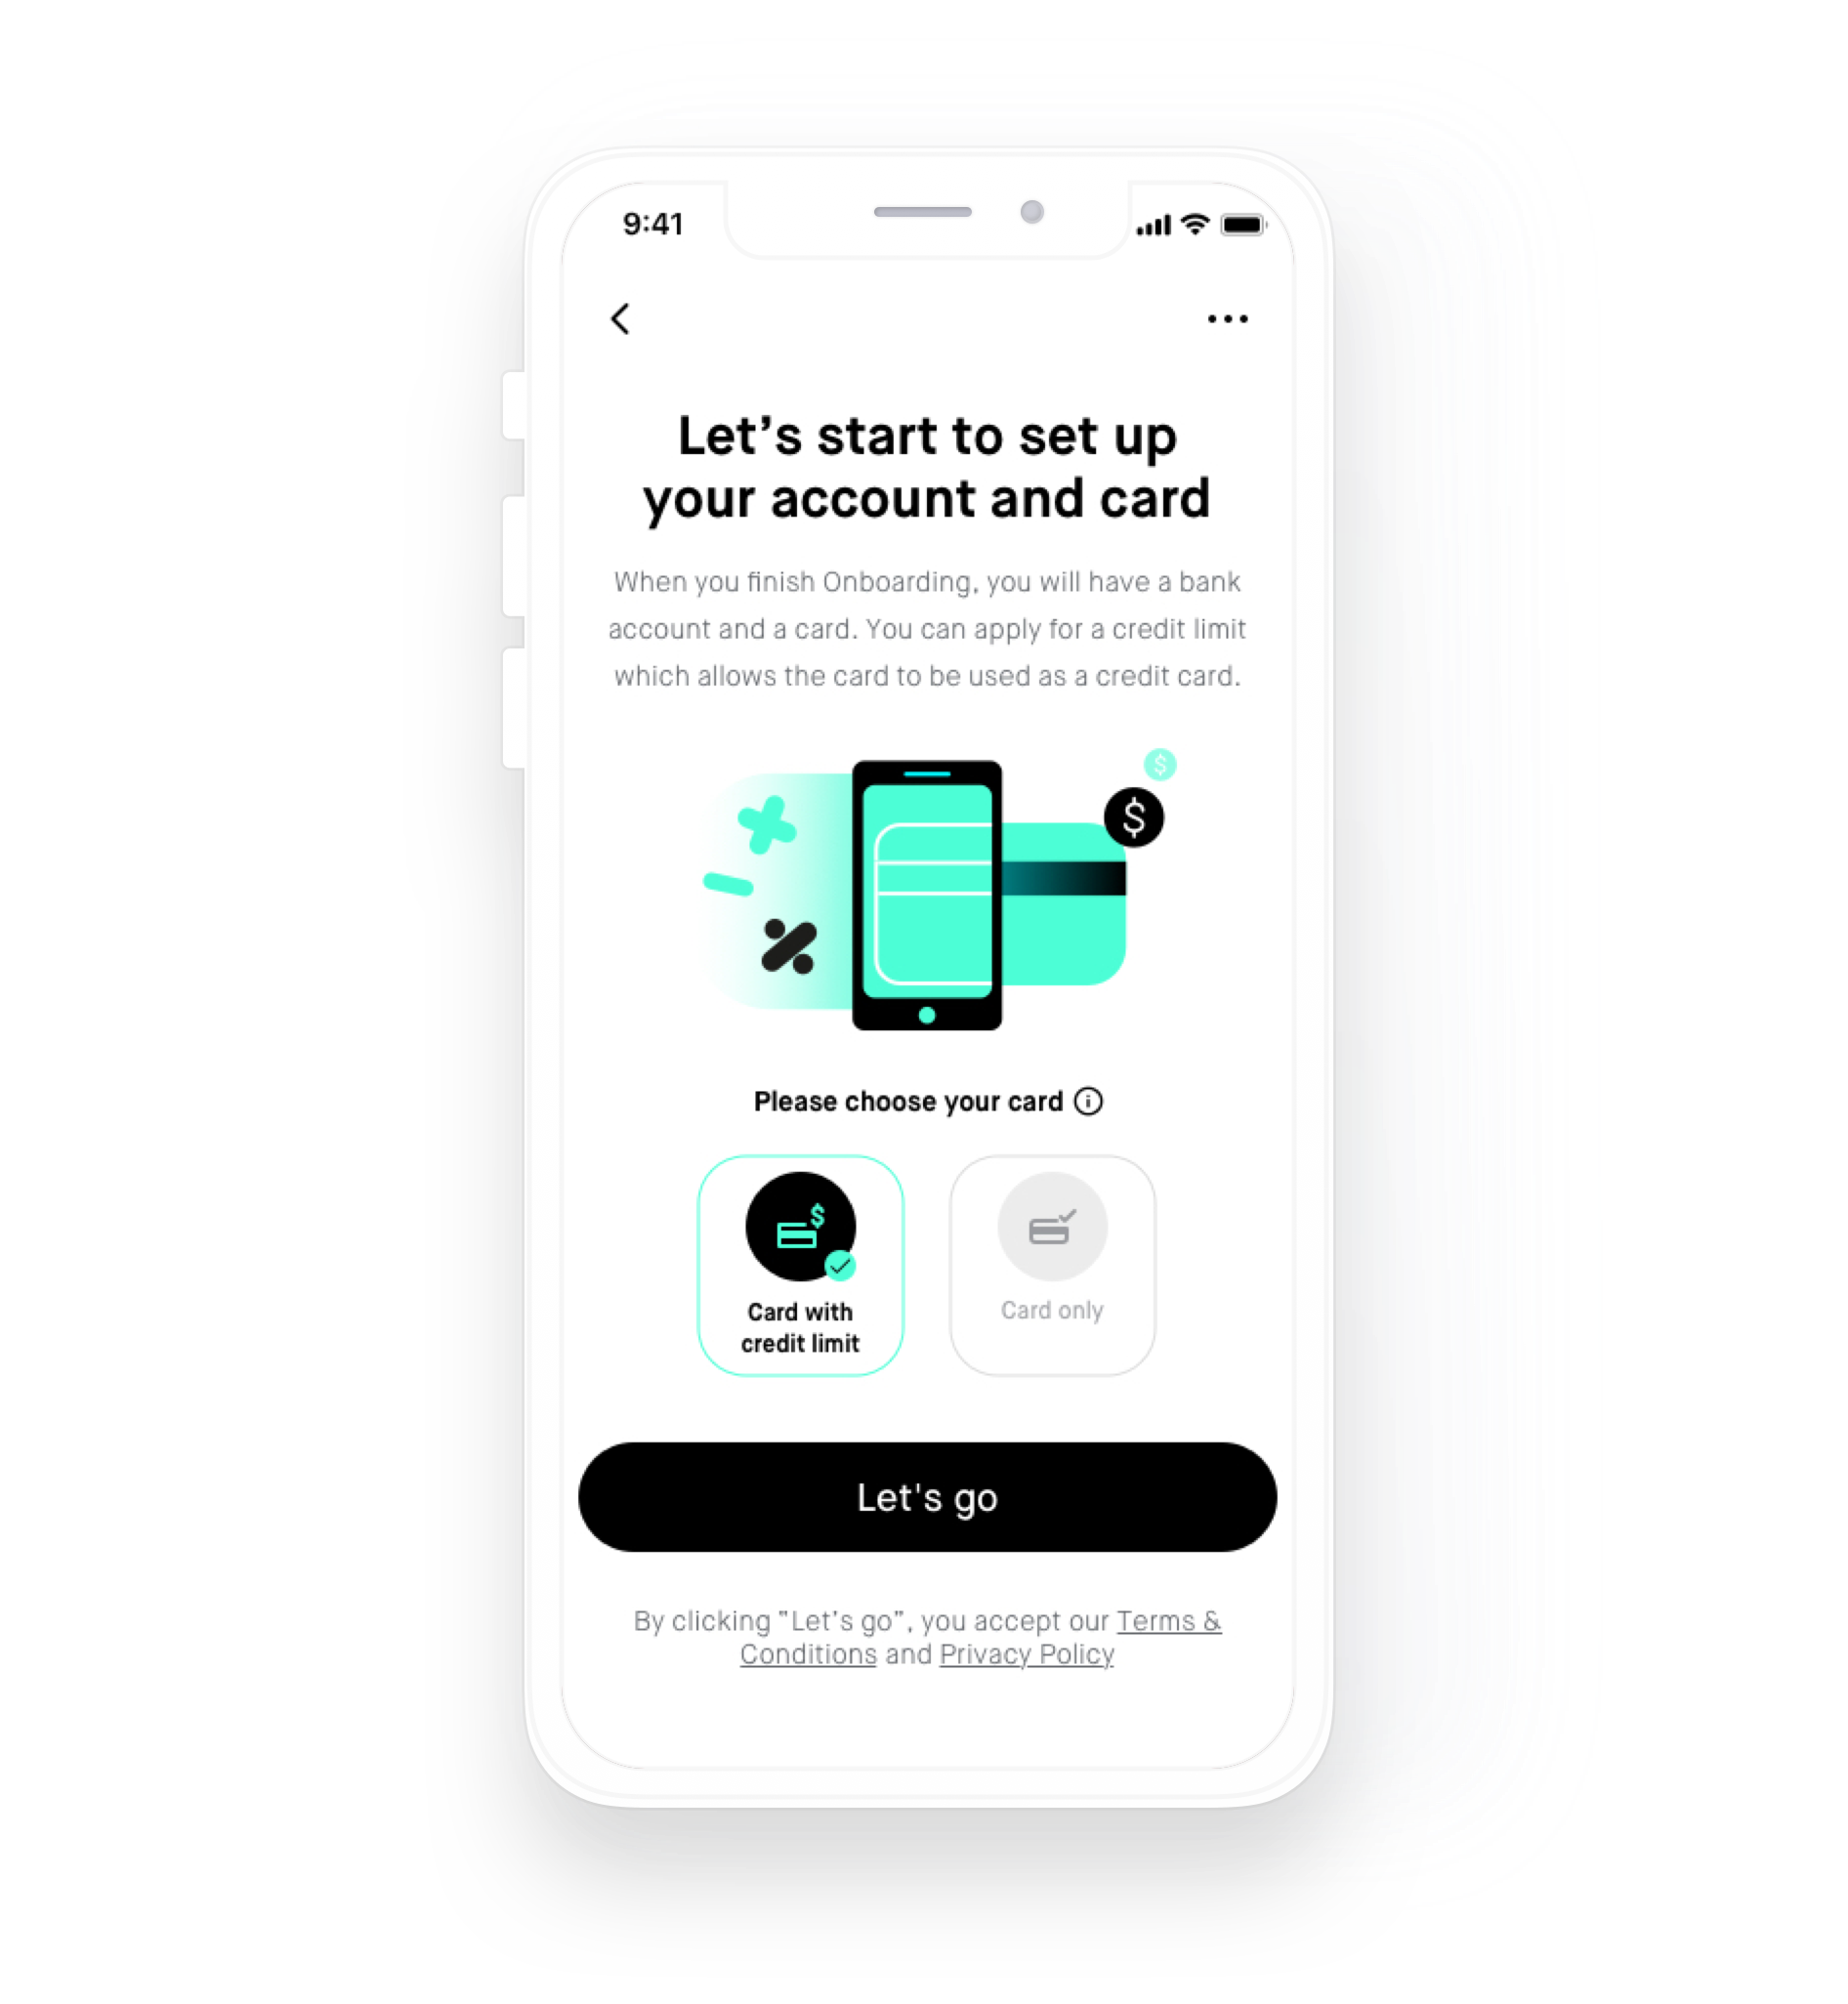 9:41
Let’s start to set up
your account and card
When you finish Onboarding, you will have a bank
account and a card. You can apply for a credit limit
which allows the card to be used as a credit card.
$
$
Please choose your card
$
Card with
credit limit
Card only
Let's go
By clicking "Let's go", you accept our Terms &
Conditions and Privacy Policy